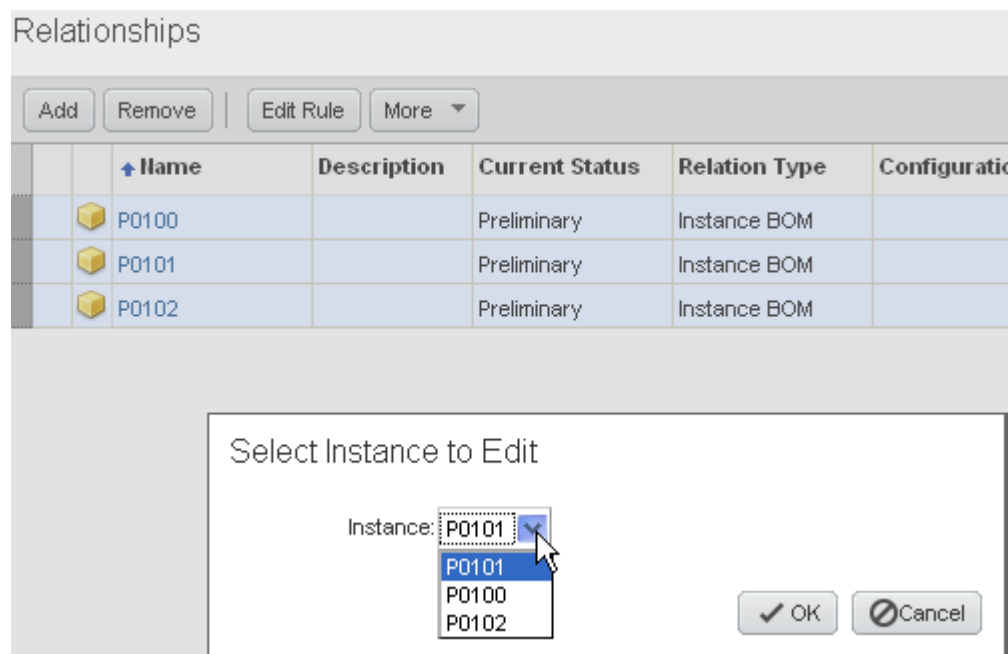 Relationships
Add Remove Edit Rule More
Name Description Current Status Relation Type Configuratio
P0100 Preliminary Instance BOM
P0101 Preliminary Instance BOM
P0102 Preliminary Instance BOM
Select Instance to Edit
Instance: P0101
P0101
P0100
P0102
OK Cancel